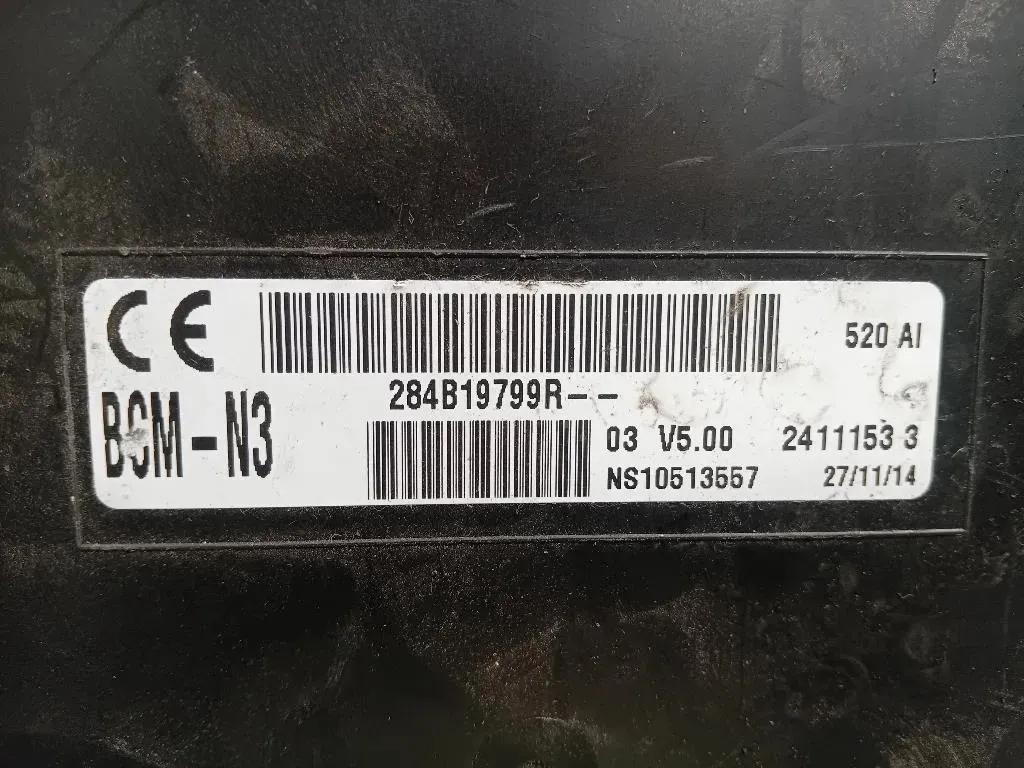 CE
520 AI
284B19799R--
BCM-N3
03 V5.00 2411153 3
NS10513557 27/11/14